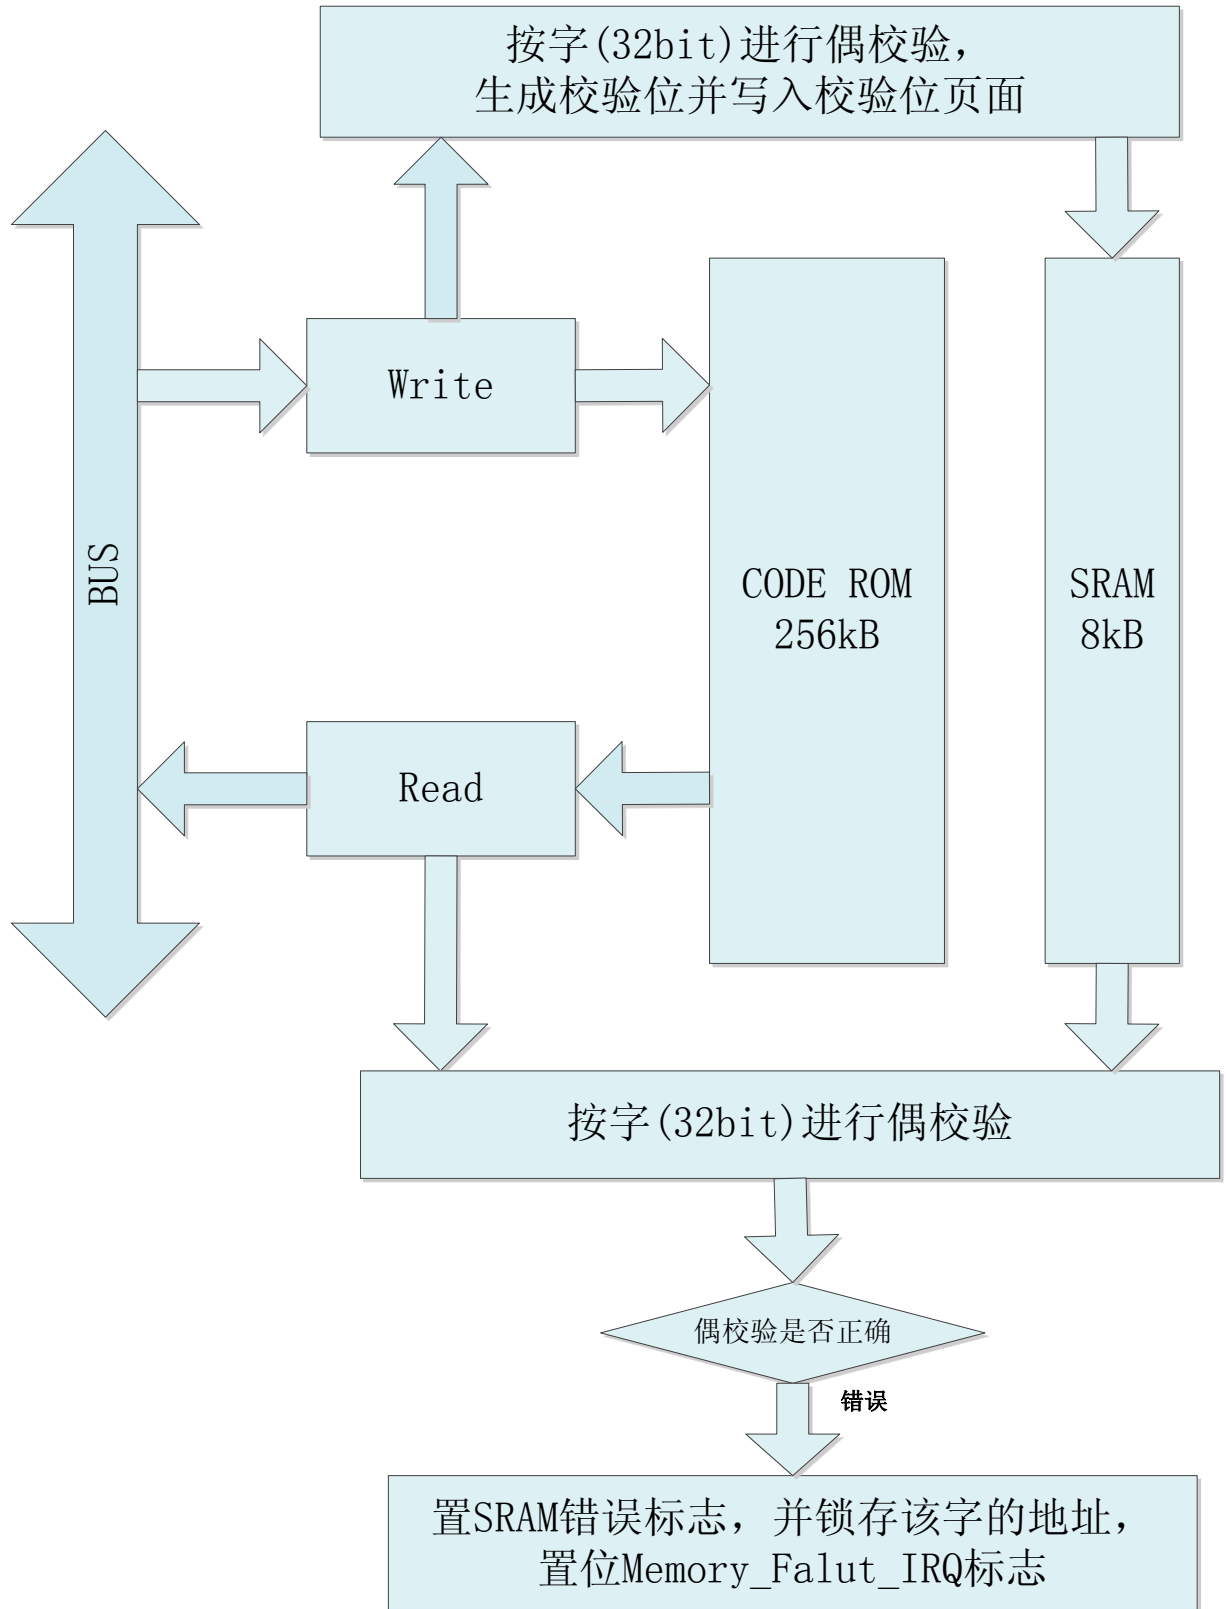 按字(32bit)进行偶校验，
生成校验位并写入校验位页面
Write
BUS
CODE ROM
256kB
SRAM
8kB
Read
按字(32bit)进行偶校验
偶校验是否正确
错误
置SRAM错误标志，并锁存该字的地址，
置位Memory_Falut_IRQ标志